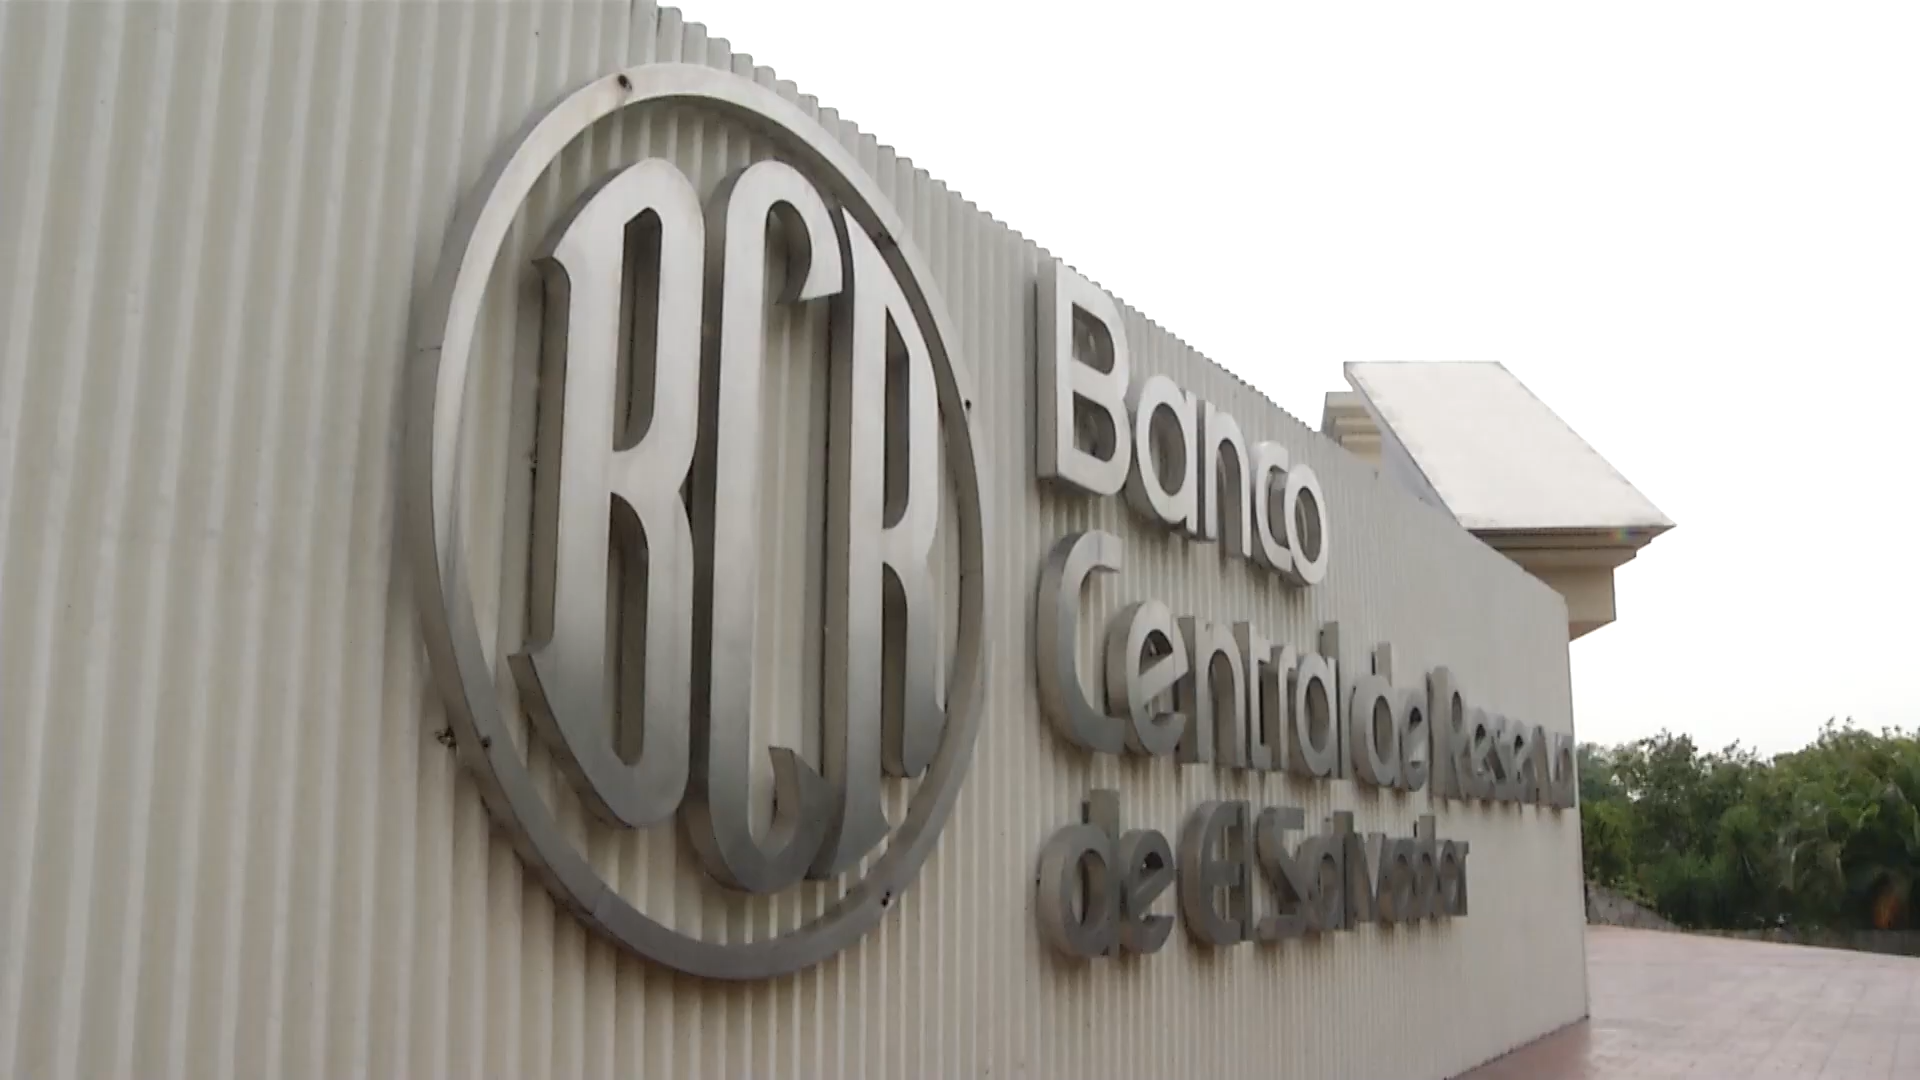 BCR
Banco
Central de Reserva
de El Salvador